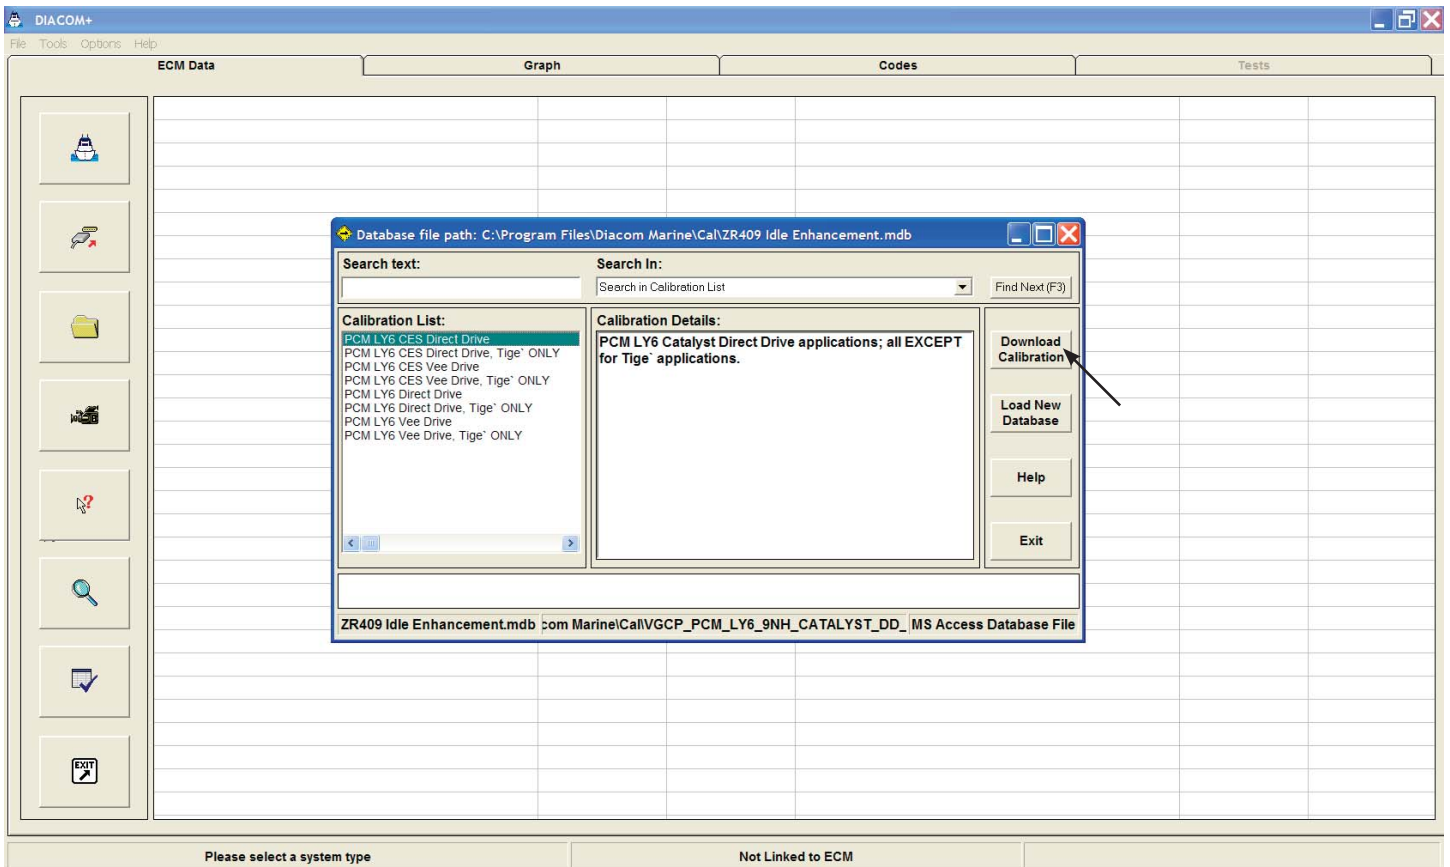 DIACOM+
File Tools Options Help
ECM Data Graph Codes Tests
Database file path: C:\Program Files\Diacom Marine\Cal\ZR409 Idle Enhancement.mdb
Search text: Search In:
Search in Calibration List Find Next (F3)
Calibration List: Calibration Details:
PCM LY6 CES Direct Drive
PCM LY6 CES Direct Drive, Tige` ONLY
PCM LY6 CES Vee Drive
PCM LY6 CES Vee Drive, Tige` ONLY
PCM LY6 Direct Drive
PCM LY6 Direct Drive, Tige` ONLY
PCM LY6 Vee Drive
PCM LY6 Vee Drive, Tige` ONLY
PCM LY6 Catalyst Direct Drive applications; all EXCEPT
for Tige` applications.
Download
Calibration
Load New
Database
Help
Exit
ZR409 Idle Enhancement.mdb com Marine\Cal\VGCP_PCM_LY6_9NH_CATALYST_DD_ MS Access Database File
EXIT
Please select a system type Not Linked to ECM